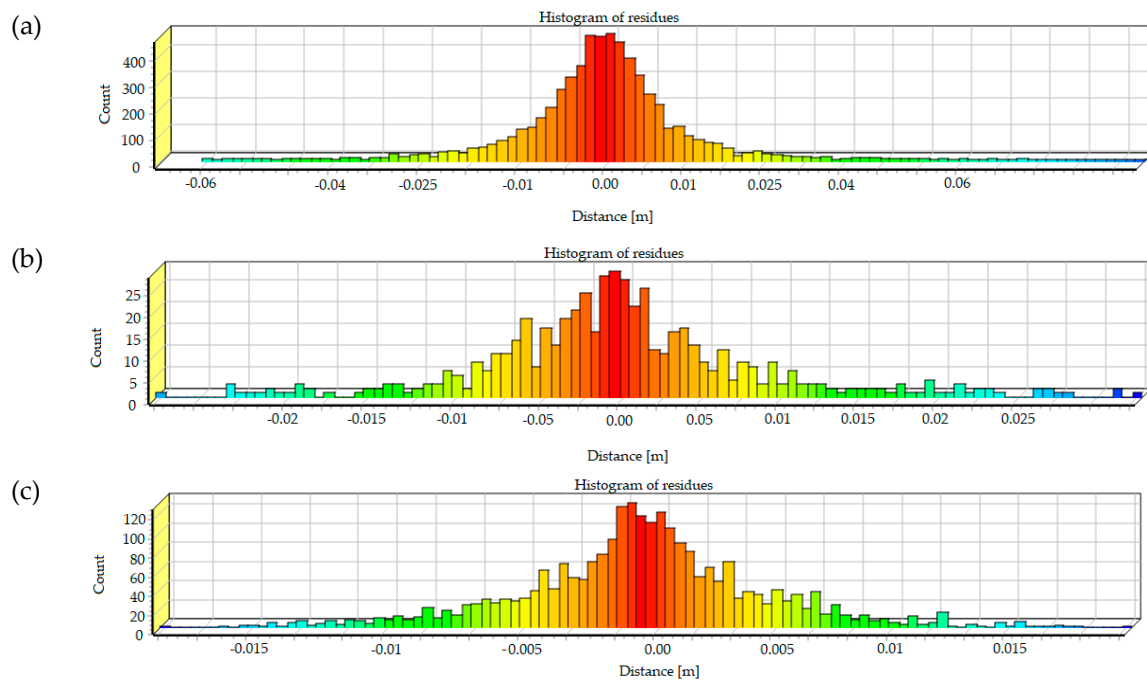 (a)
Histogram of residues
Count
400
300
200
100
0
-0.06 -0.04 -0.025 -0.01 0.00 0.01 0.025 0.04 0.06
Distance [m]
(b)
Histogram of residues
Count
25
20
15
10
5
0
-0.02 -0.015 -0.01 -0.05 0.00 0.05 0.01 0.015 0.02 0.025
Distance [m]
(c)
Histogram of residues
Count
120
100
80
60
40
20
0
-0.015 -0.01 -0.005 0.00 0.005 0.01 0.015
Distance [m]